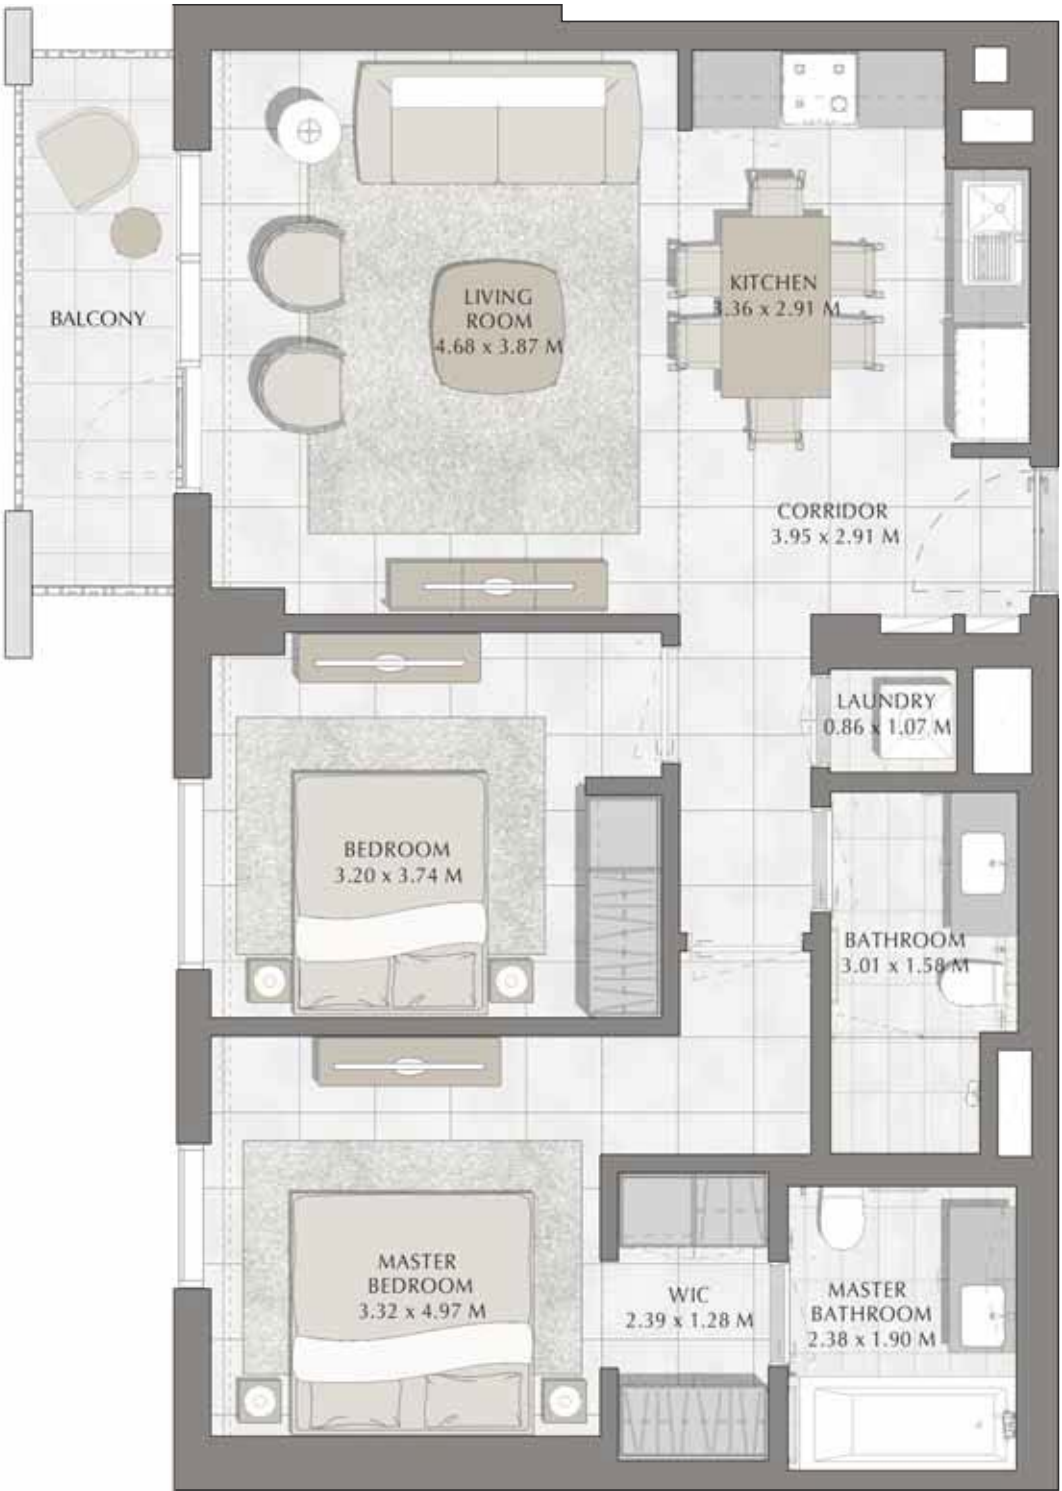 BALCONY
LIVING
ROOM
4.68 x 3.87 M
KITCHEN
3.36 x 2.91 M
CORRIDOR
3.95 x 2.91 M
LAUNDRY
0.86 x 1.07 M
BEDROOM
3.20 x 3.74 M
BATHROOM
3.01 x 1.58 M
MASTER
BEDROOM
3.32 x 4.97 M
WIC
2.39 x 1.28 M
MASTER
BATHROOM
2.38 x 1.90 M